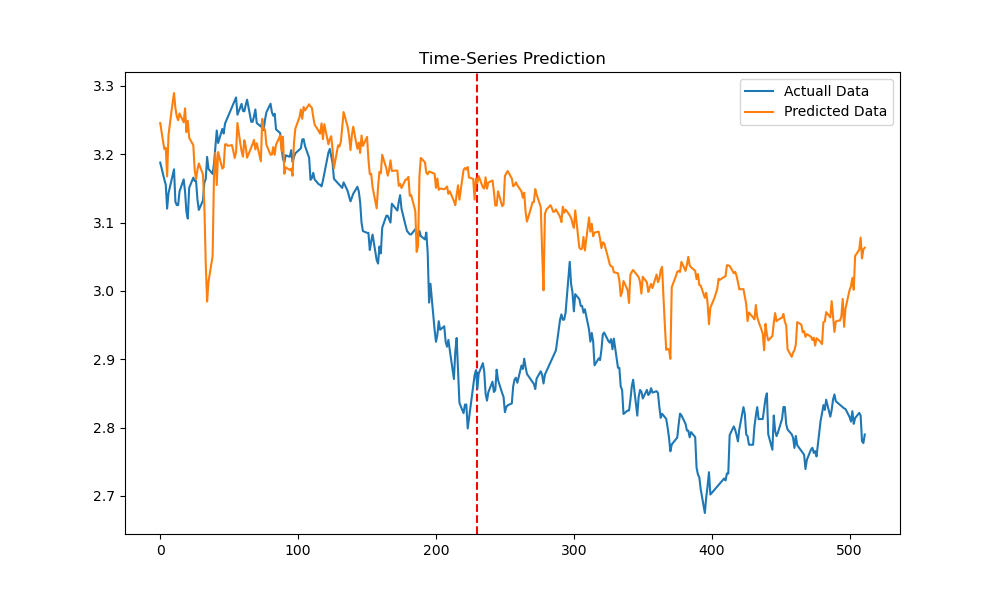 Time-Series Prediction
Actuall Data
Predicted Data
3.3
3.2
3.1
3.0
2.9
2.8
2.7
0 100 200 300 400 500